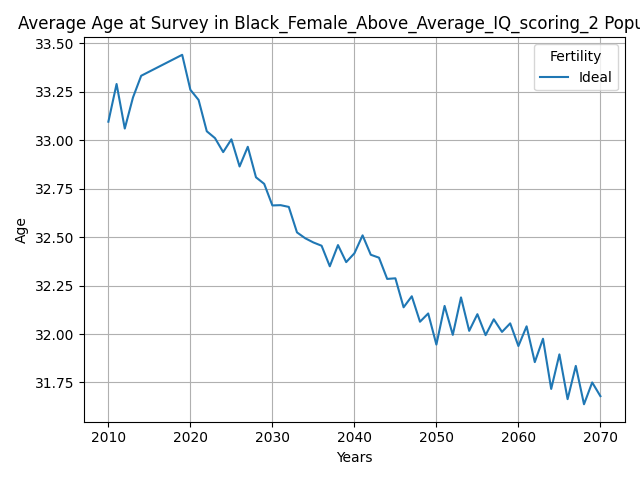 Average Age at Survey in Black_Female_Above_Average_IQ_scoring_2 Popu
Fertility
Ideal
33.50
33.25
33.00
32.75
32.50
32.25
32.00
31.75
Age
2010 2020 2030 2040 2050 2060 2070
Years